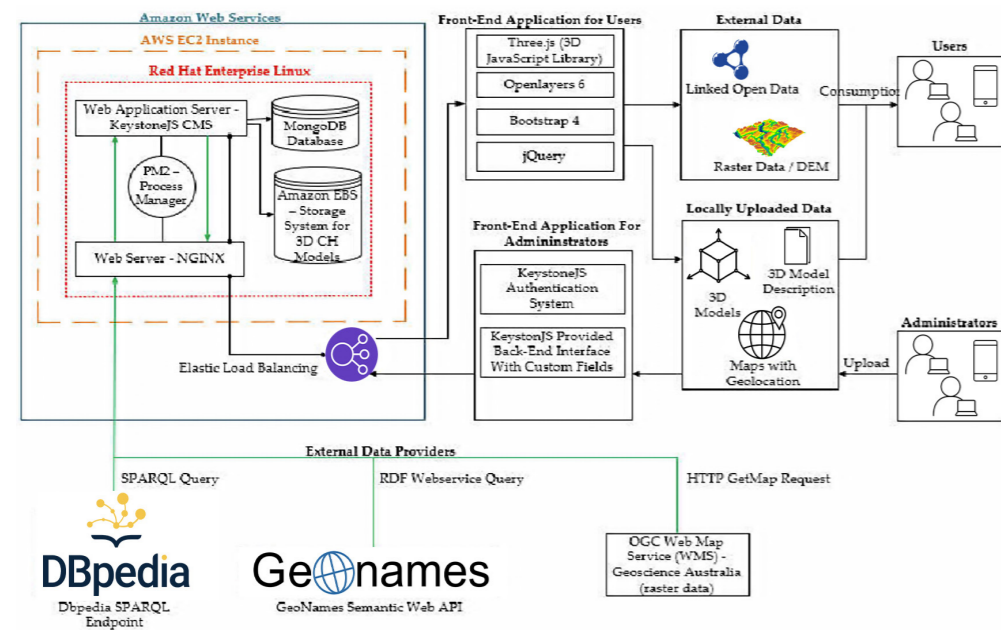 Amazon Web Services
AWS EC2 Instance
Red Hat Enterprise Linux
Web Application Server -
KeystoneJS CMS
MongoDB
Database
PM2 –
Process
Manager
Amazon EBS
– Storage
System for
3D CH
Models
Web Server - NGINX
Elastic Load Balancing
Front-End Application for Users
Three.js (3D
JavaScript Library)
Openlayers 6
Bootstrap 4
jQuery
Front-End Application For
Admininstrators
KeystoneJS
Authentication
System
KeystonJS Provided
Back-End Interface
With Custom Fields
External Data
Linked Open Data
Raster Data / DEM
Consumption
Users
Locally Uploaded Data
3D Model
Description
3D
Models
Maps with
Geolocation
Upload
Administrators
External Data Providers
SPARQL Query
RDF Webservice Query
HTTP GetMap Request
DBpedia
Dbpedia SPARQL
Endpoint
GeoNames
GeoNames Semantic Web API
OGC Web Map
Service (WMS) -
Geoscience Australia
(raster data)